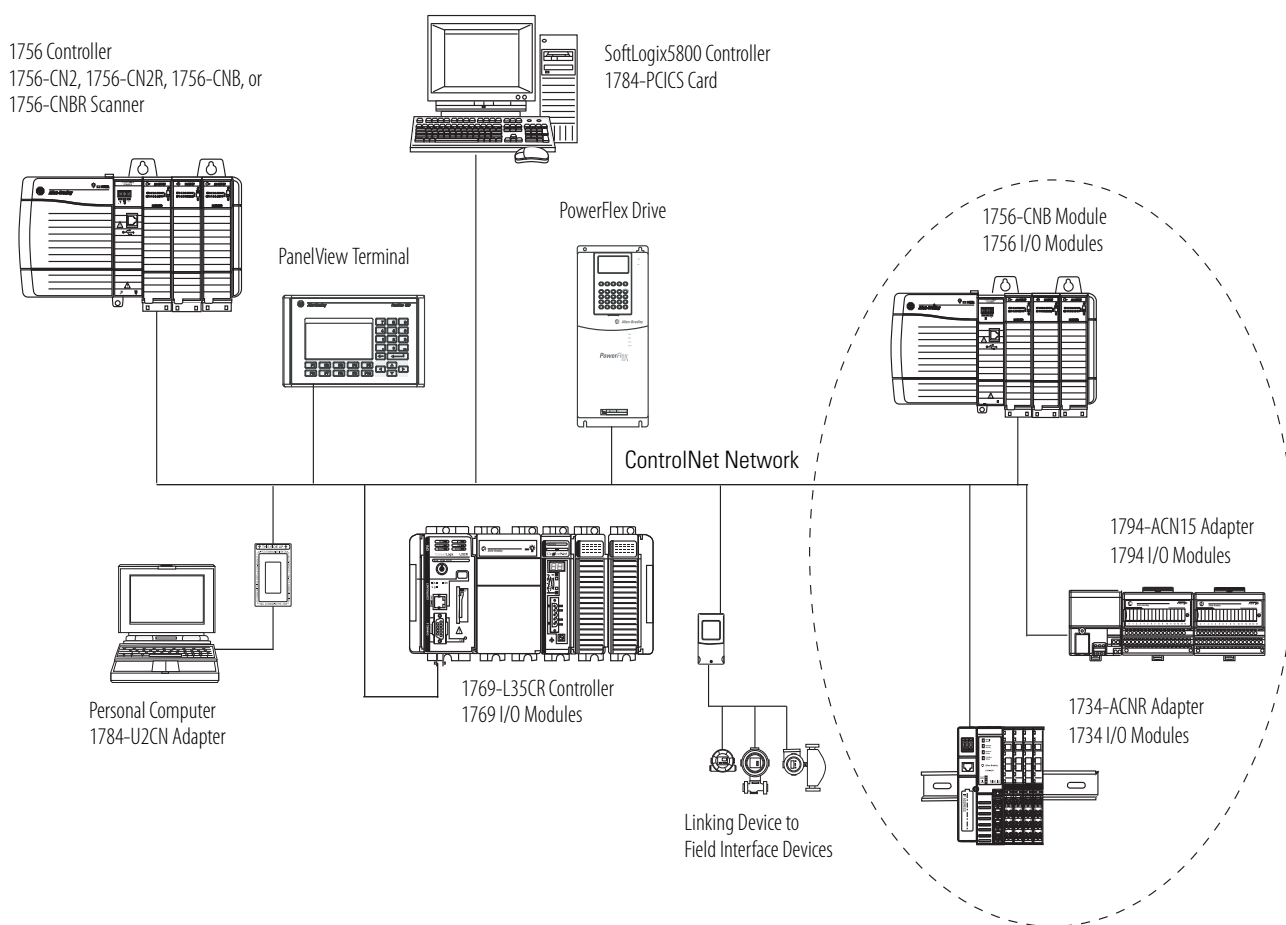 1756 Controller
1756-CN2, 1756-CN2R, 1756-CNB, or
1756-CNBR Scanner
SoftLogix5800 Controller
1784-PCICS Card
PowerFlex Drive
PanelView Terminal
1756-CNB Module
1756 I/O Modules
PowerFlex
ControlNet Network
1794-ACN15 Adapter
1794 I/O Modules
1769-L35CR Controller
1769 I/O Modules
Personal Computer
1784-U2CN Adapter
1734-ACNR Adapter
1734 I/O Modules
Linking Device to
Field Interface Devices